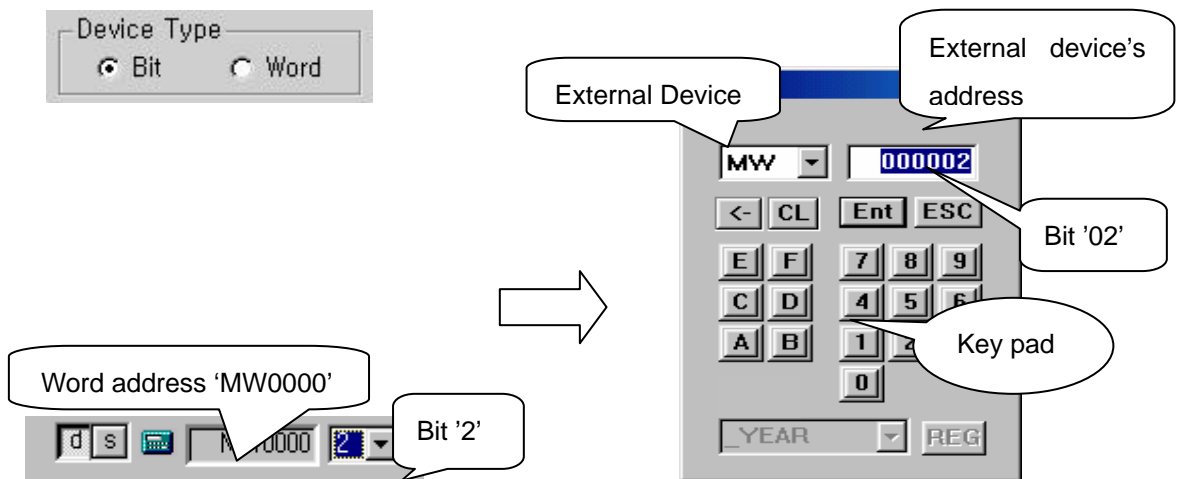 Device Type
Bit Word
External Device
External device's
address
MW 000002
<- CL Ent ESC
Bit '02'
E F 7 8 9
C D 4 5 6
A B 1
Key pad
0
_YEAR REG
Word address ‘MW0000’
d s 0000 2
Bit '2'